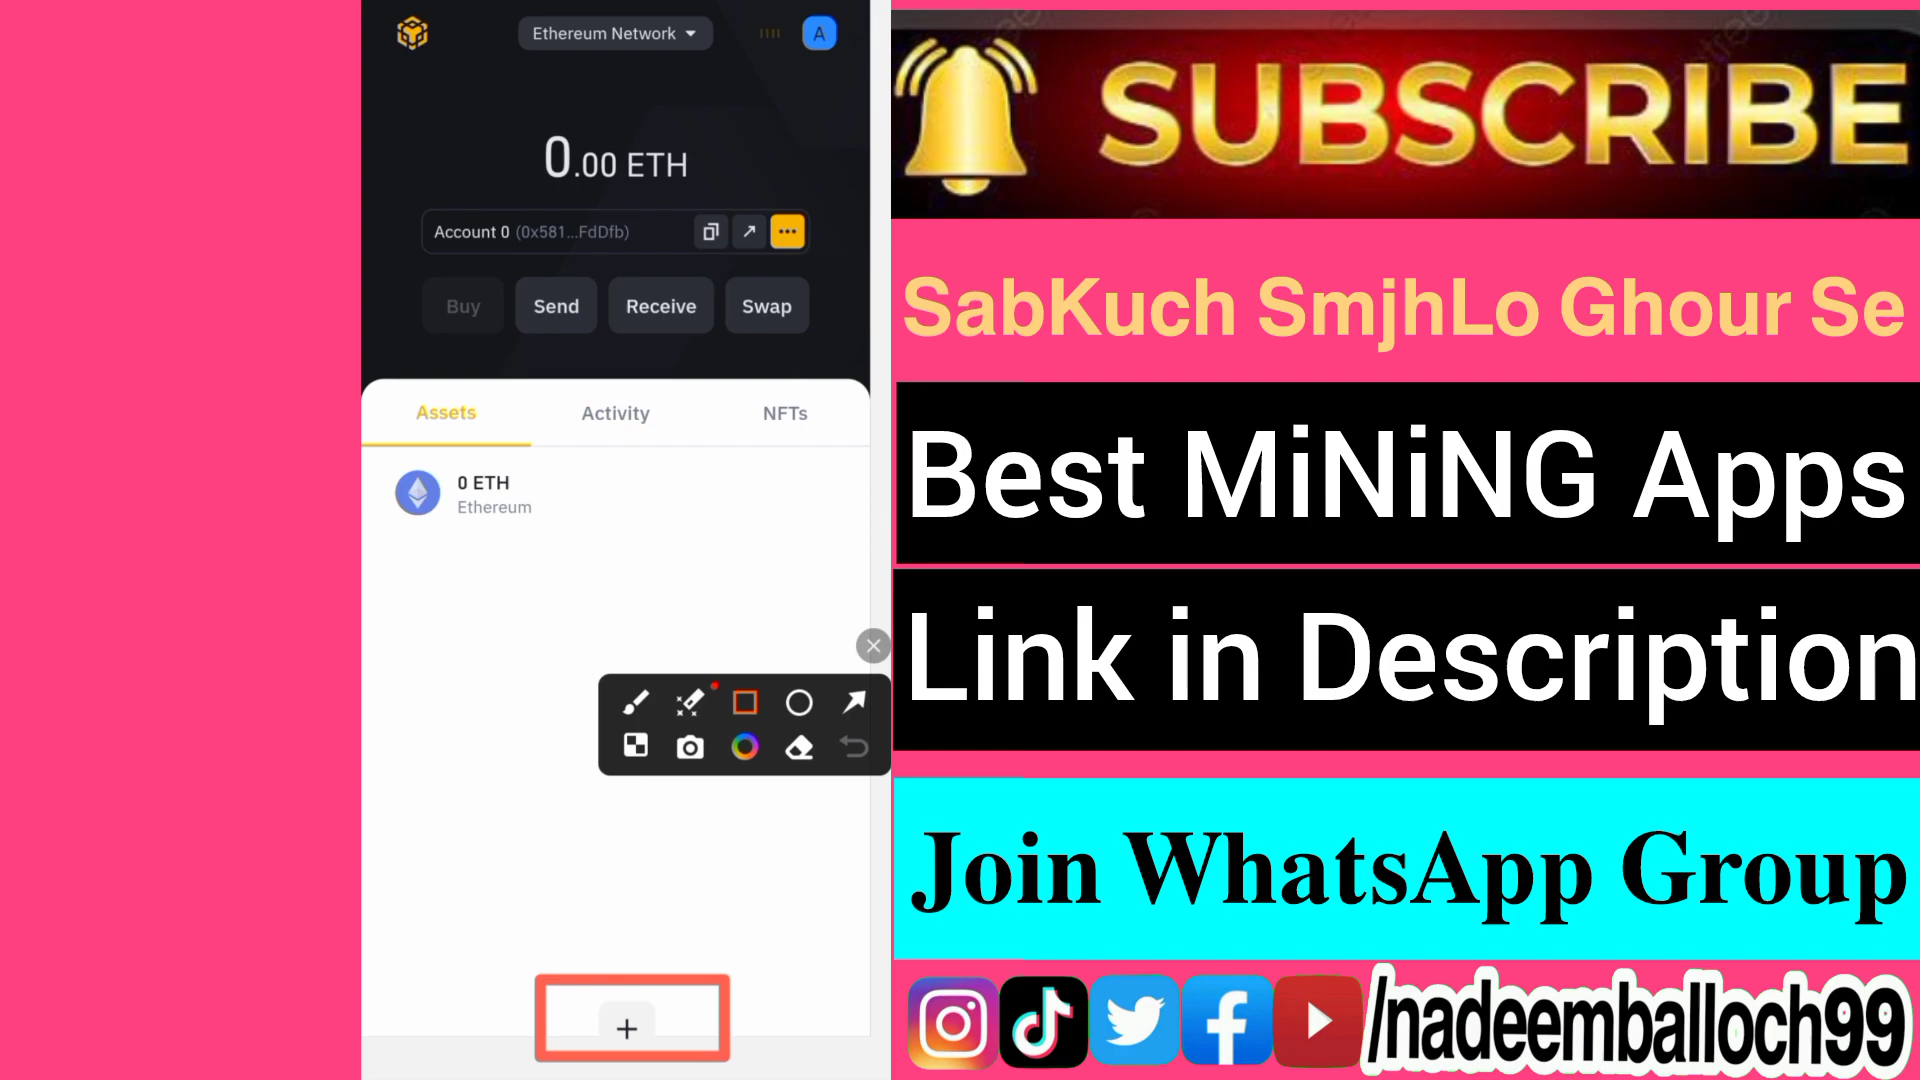 Ethereum Network
A
0.00 ETH
Account 0 (0x581...FdDfb)
Buy
Send
Receive
Swap
Assets
Activity
NFTs
0 ETH
Ethereum
+
SUBSCRIBE
SabKuch SmjhLo Ghour Se
Best MiNiNG Apps
Link in Description
Join WhatsApp Group
/nadeemballoch99